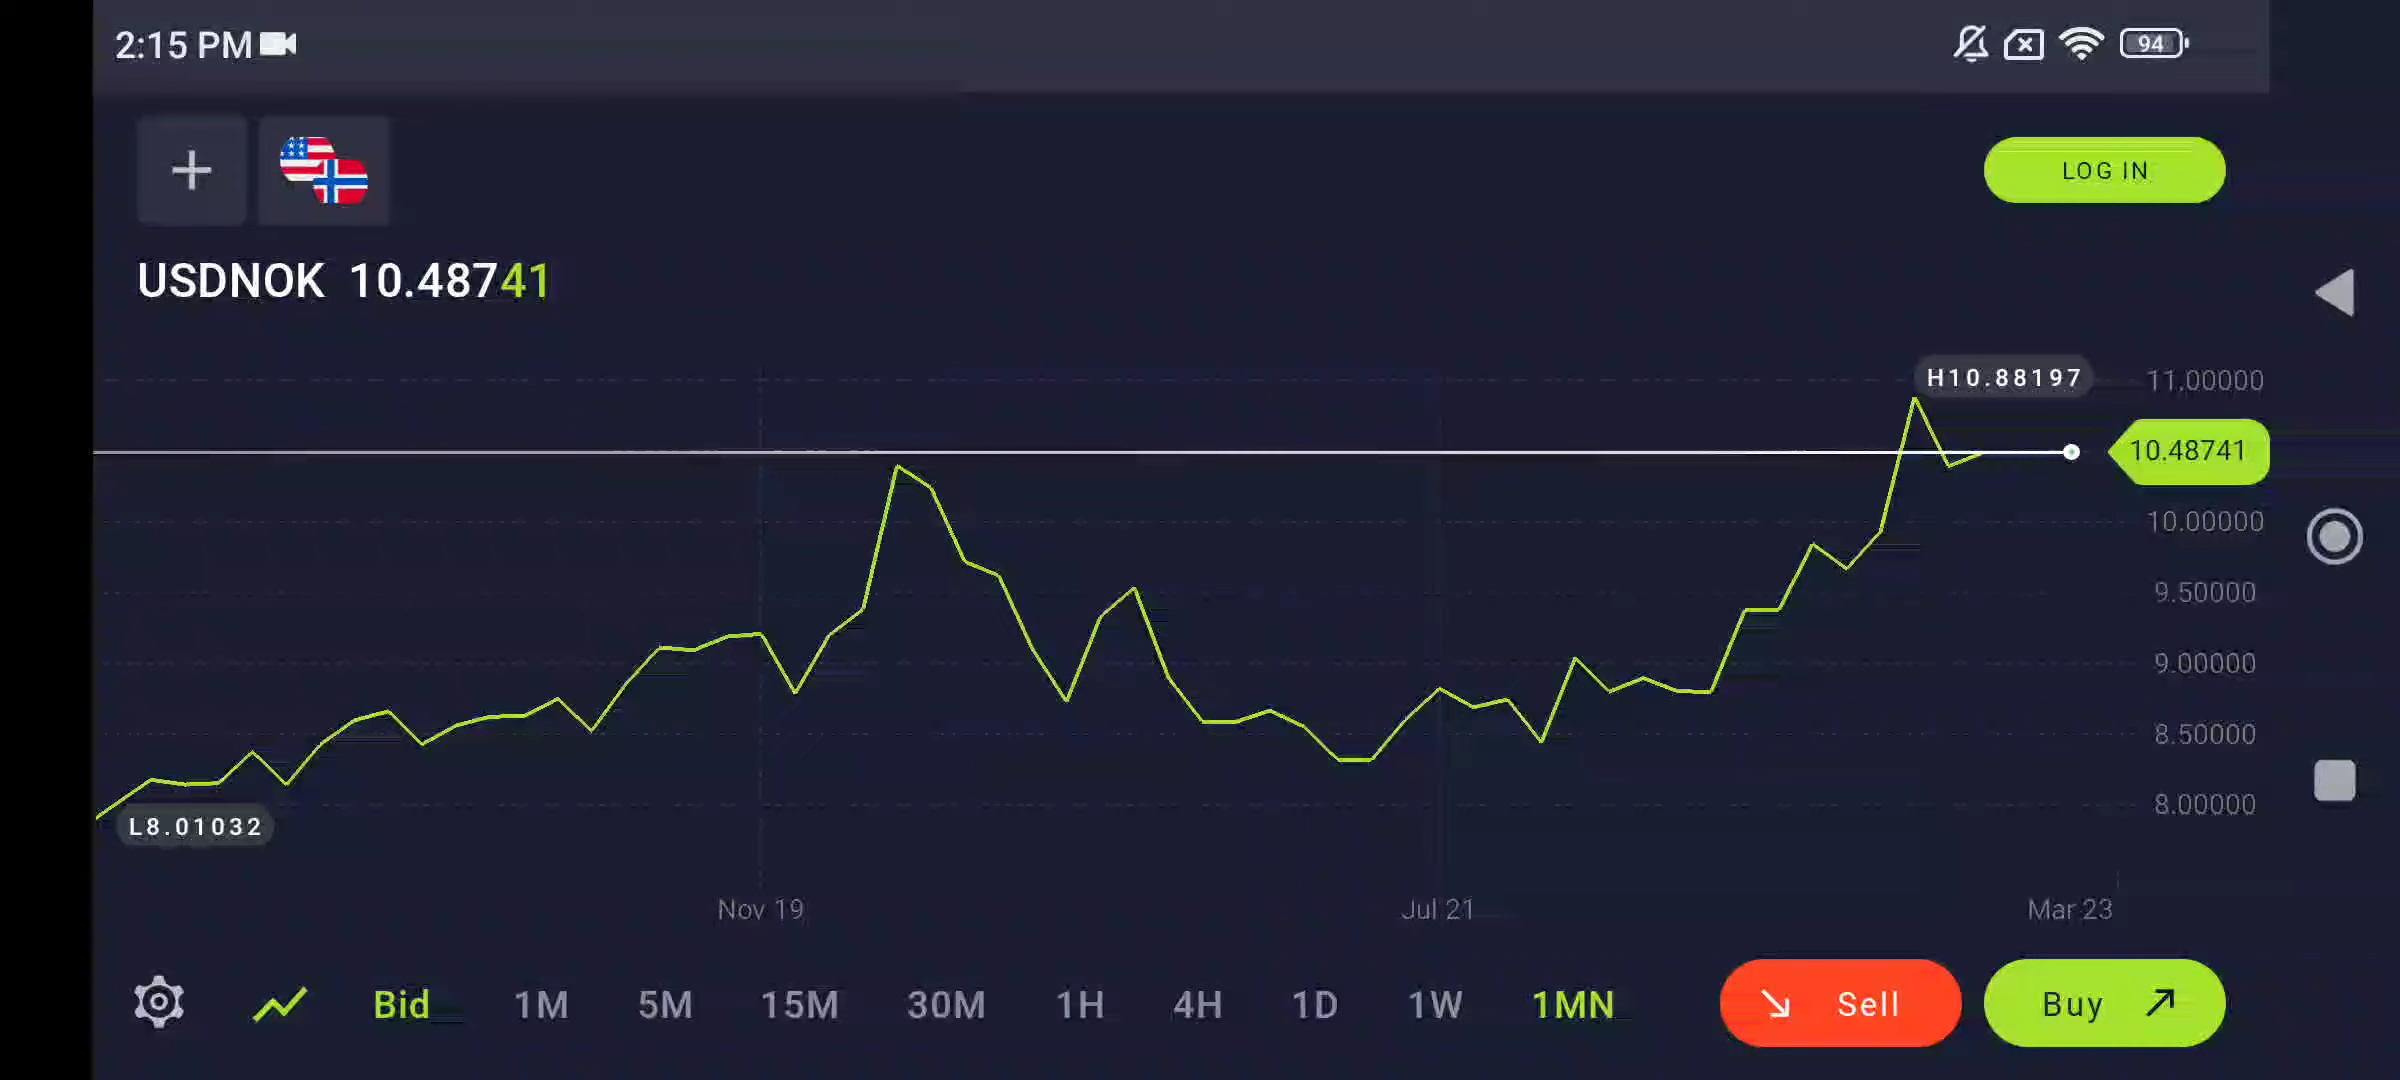 2:15 PM
94
LOG IN
USDNOK 10.48741
H10.88197
11.00000
10.48741
10.00000
9.50000
9.00000
8.50000
8.00000
L8.01032
Nov 19
Jul 21
Mar 23
Bid
1M
5M
15M
30M
1H
4H
1D
1W
1MN
Sell
Buy